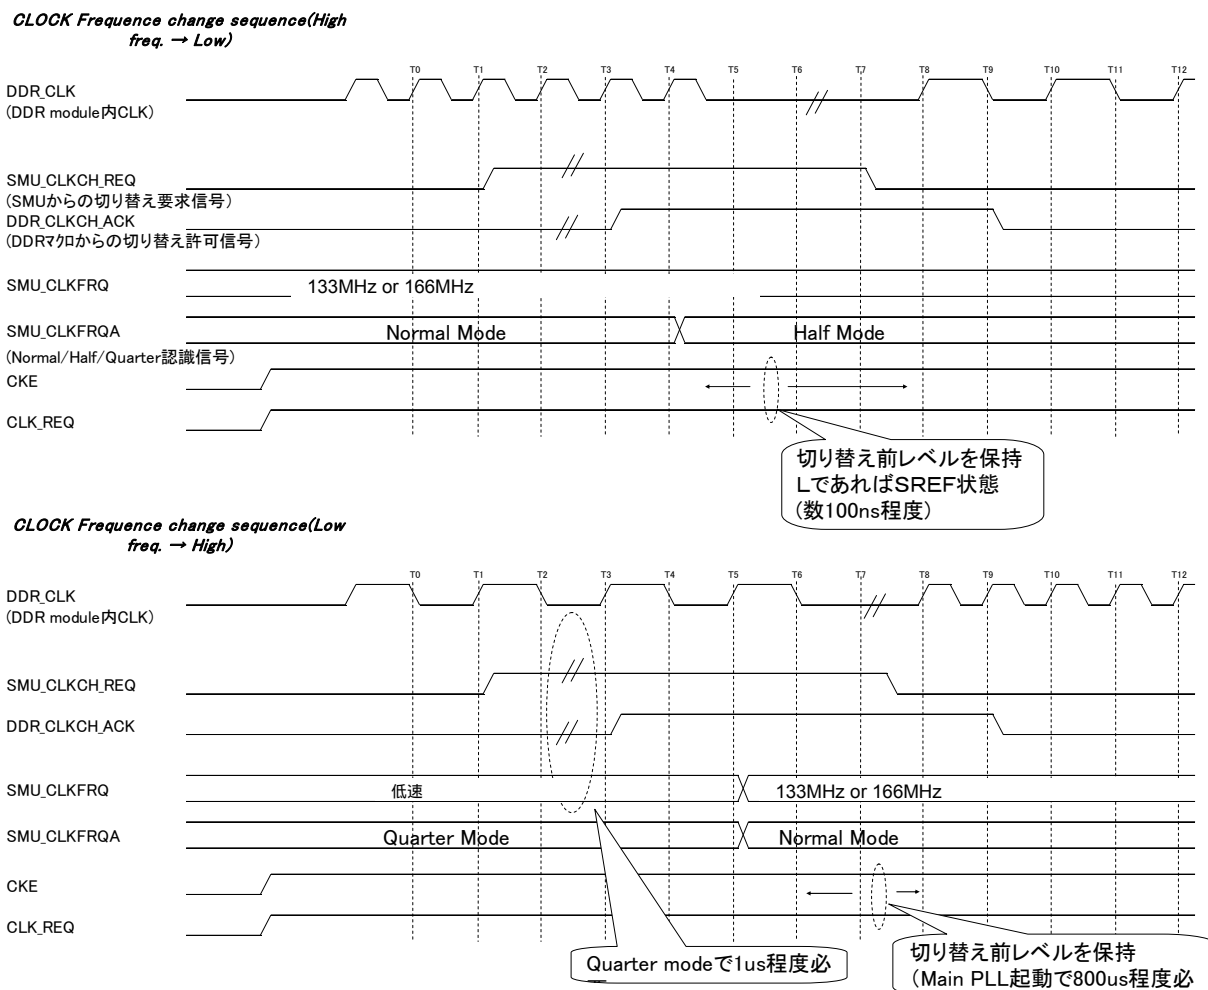 CLOCK Frequence change sequence(High
freq. → Low)
T0 T1 T2 T3 T4 T5 T6 T7 T8 T9 T10 T11 T12
DDR_CLK
(DDR module内CLK)
SMU_CLKCH_REQ
(SMUからの切り替え要求信号)
DDR_CLKCH_ACK
(DDRマクロからの切り替え許可信号)
SMU_CLKFRQ 133MHz or 166MHz
SMU_CLKFRQA Normal Mode Half Mode
(Normal/Half/Quarter認識信号)
CKE
CLK_REQ
切り替え前レベルを保持
LであればSREF状態
(数100ns程度)
CLOCK Frequence change sequence(Low
freq. → High)
T0 T1 T2 T3 T4 T5 T6 T7 T8 T9 T10 T11 T12
DDR_CLK
(DDR module内CLK)
SMU_CLKCH_REQ
DDR_CLKCH_ACK
SMU_CLKFRQ 低速 133MHz or 166MHz
SMU_CLKFRQA Quarter Mode Normal Mode
CKE
CLK_REQ
Quarter modeで1us程度必
切り替え前レベルを保持
(Main PLL起動で800us程度必